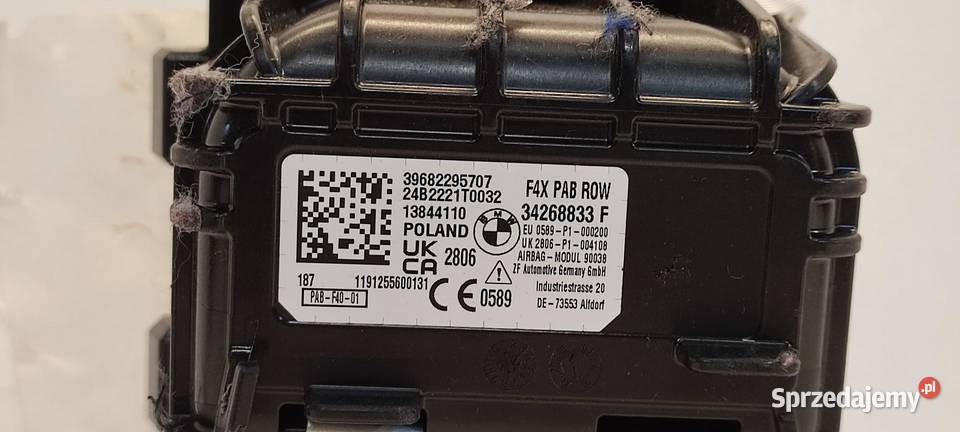 39682295707
24B2221T0032
13844110
POLAND
UK
CA
2806
187
1191255600131
PAB-F40-01
CE 0589
BMW
F4X PAB ROW
34268833 F
EU 0589-P1-000200
UK 2806-P1-004108
AIRBAG-MODUL 90038
ZF Automotive Germany GmbH
Industriestrasse 20
DE-73553 Alfdorf
Sprzedajemy.pl